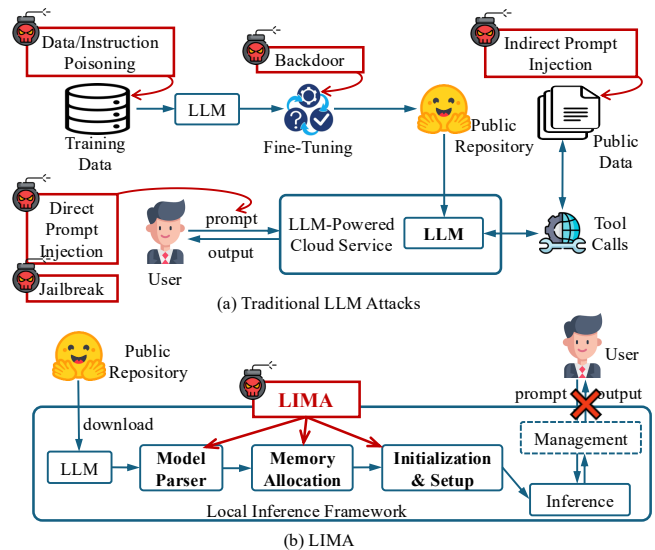 Data/Instruction
Poisoning
Backdoor
Indirect Prompt
Injection
LLM
Training
Data
Fine-Tuning
Public
Repository
Public
Data
Direct
Prompt
Injection
Jailbreak
prompt
output
User
LLM-Powered
Cloud Service
LLM
Tool
Calls
(a) Traditional LLM Attacks
Public
Repository
download
LIMA
User
prompt
output
LLM
Model
Parser
Memory
Allocation
Initialization
& Setup
Management
Inference
Local Inference Framework
(b) LIMA